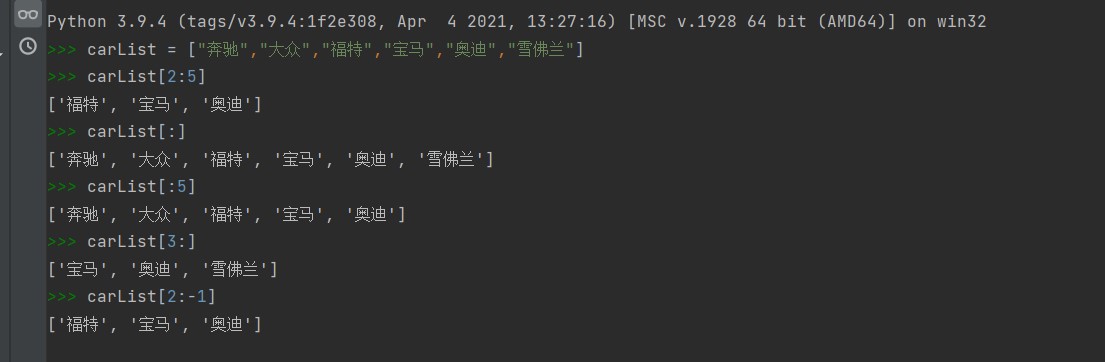 Python 3.9.4 (tags/v3.9.4:1f2e308, Apr  4 2021, 13:27:16) [MSC v.1928 64 bit (AMD64)] on win32
>>> carList = ["奔驰","大众","福特","宝马","奥迪","雪佛兰"]
>>> carList[2:5]
['福特', '宝马', '奥迪']
>>> carList[:]
['奔驰', '大众', '福特', '宝马', '奥迪', '雪佛兰']
>>> carList[:5]
['奔驰', '大众', '福特', '宝马', '奥迪']
>>> carList[3:]
['宝马', '奥迪', '雪佛兰']
>>> carList[2:-1]
['福特', '宝马', '奥迪']